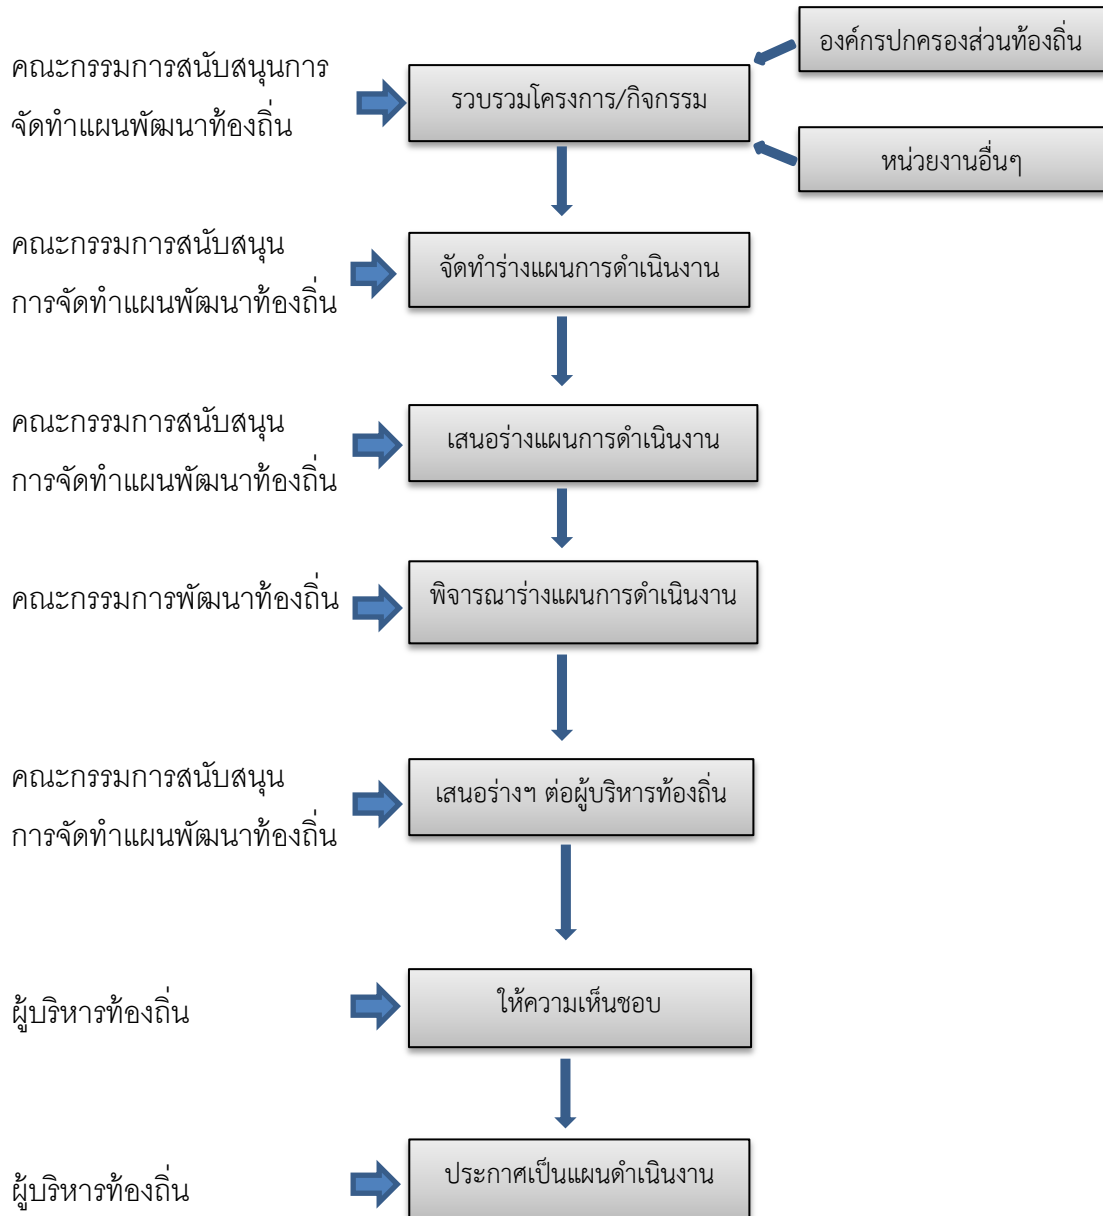 องค์กรปกครองส่วนท้องถิ่น
คณะกรรมการสนับสนุนการ
จัดทำแผนพัฒนาท้องถิ่น
รวบรวมโครงการ/กิจกรรม
หน่วยงานอื่นๆ
คณะกรรมการสนับสนุน
การจัดทำแผนพัฒนาท้องถิ่น
จัดทำร่างแผนการดำเนินงาน
คณะกรรมการสนับสนุน
การจัดทำแผนพัฒนาท้องถิ่น
เสนอร่างแผนการดำเนินงาน
คณะกรรมการพัฒนาท้องถิ่น
พิจารณาร่างแผนการดำเนินงาน
คณะกรรมการสนับสนุน
การจัดทำแผนพัฒนาท้องถิ่น
เสนอร่างฯ ต่อผู้บริหารท้องถิ่น
ผู้บริหารท้องถิ่น
ให้ความเห็นชอบ
ผู้บริหารท้องถิ่น
ประกาศเป็นแผนดำเนินงาน